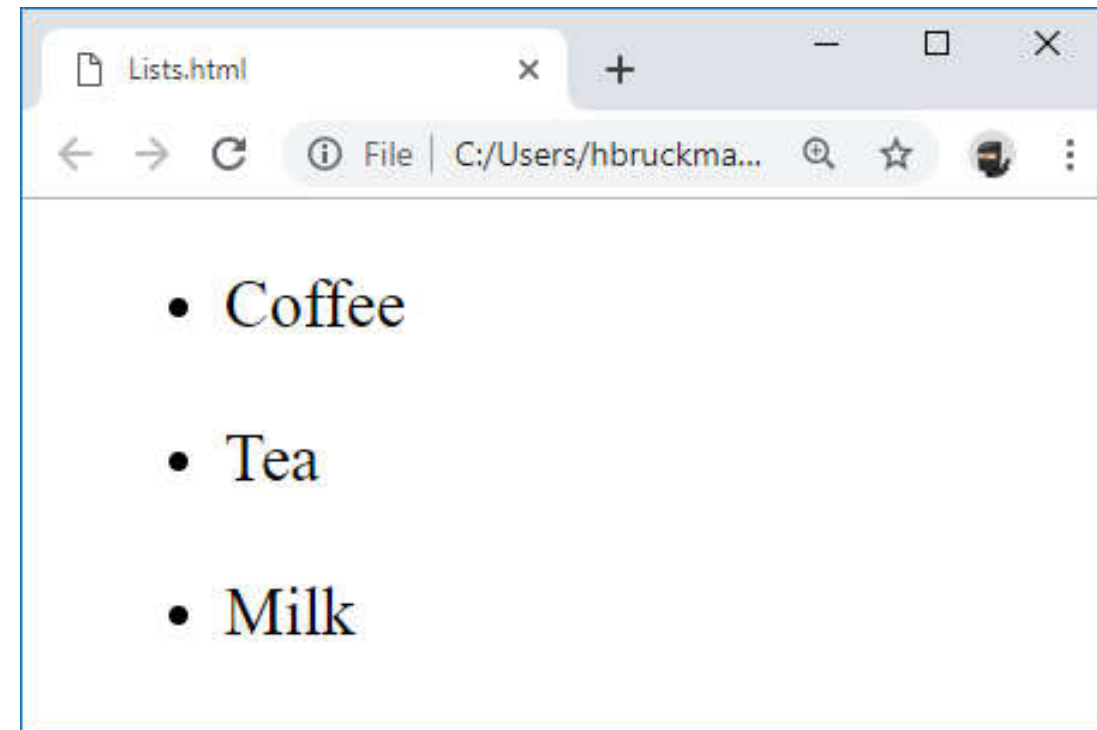 Lists.html
File | C:/Users/hbruckma...
• Coffee
• Tea
• Milk